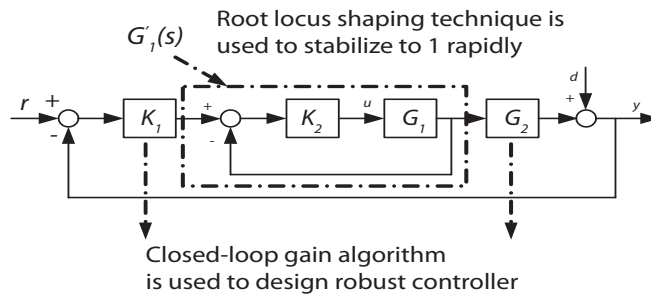 Root locus shaping technique is
used to stabilize to 1 rapidly
G'1(s)
r + - K1 + - K2 u G1 G2 + d y
Closed-loop gain algorithm
is used to design robust controller